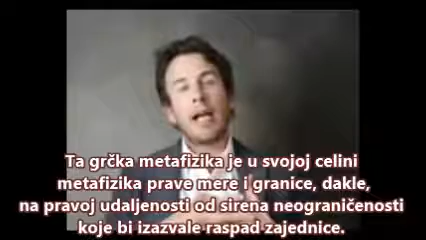 Ta grčka metafizika je u svojoj celini
metafizika prave mere i granice, dakle,
na pravoj udaljenosti od sirena neograničenosti
koje bi izazvale raspad zajednice.